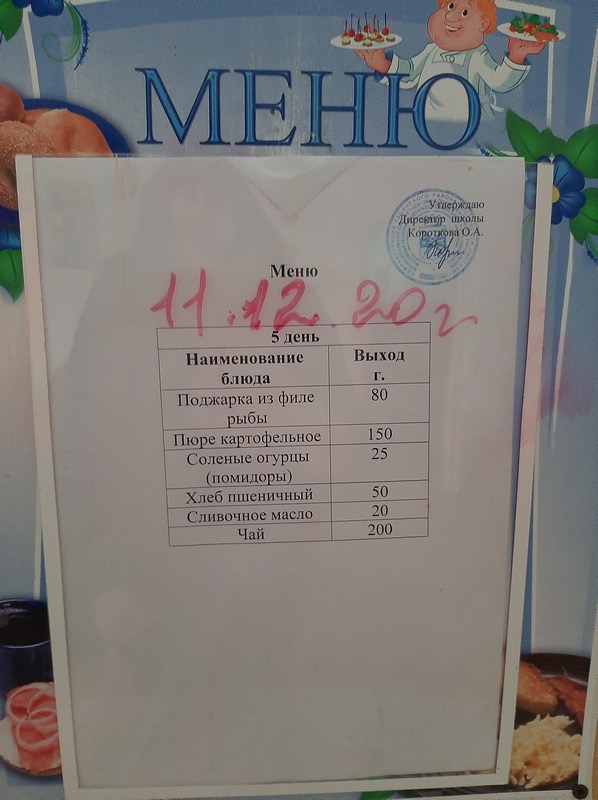 МЕНЮ
Утверждаю
Директор школы
Короткова О.А.
Меню
11.12.20г
5 день
Наименование блюда Выход г.
Поджарка из филе рыбы 80
Пюре картофельное 150
Соленые огурцы (помидоры) 25
Хлеб пшеничный 50
Сливочное масло 20
Чай 200